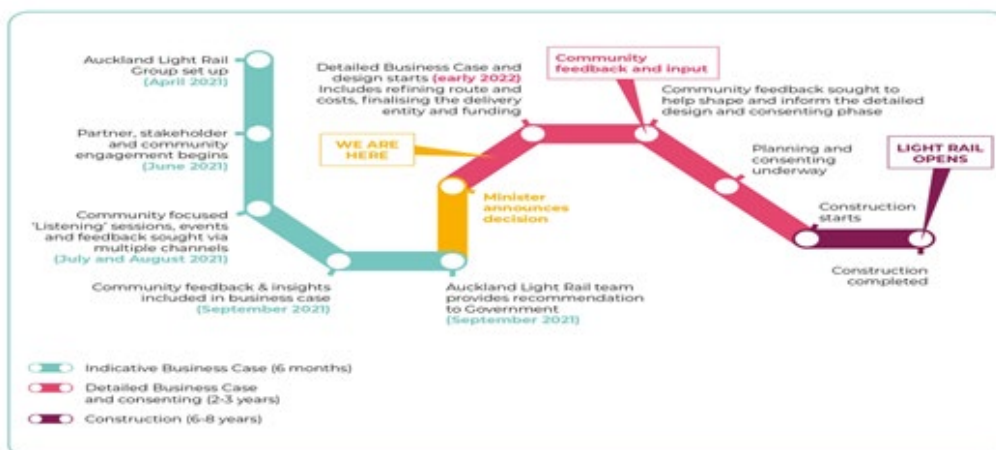 Auckland Light Rail
Group set up
(April 2021)
Partner, stakeholder
and community
engagement begins
(June 2021)
Community focused
'Listening' sessions, events
and feedback sought via
multiple channels
(July and August 2021)
Community feedback & insights
included in business case
(September 2021)
Auckland Light Rail team
provides recommendation
to Government
(September 2021)
Minister
announces
decision
WE ARE
HERE
Detailed Business Case and
design starts (early 2022)
Includes refining route and
costs, finalising the delivery
entity and funding
Community
feedback and input
Community feedback sought to
help shape and inform the detailed
design and consenting phase
Planning and
consenting
underway
Construction
starts
LIGHT RAIL
OPENS
Construction
completed
Indicative Business Case (6 months)
Detailed Business Case
and consenting (2-3 years)
Construction (6-8 years)